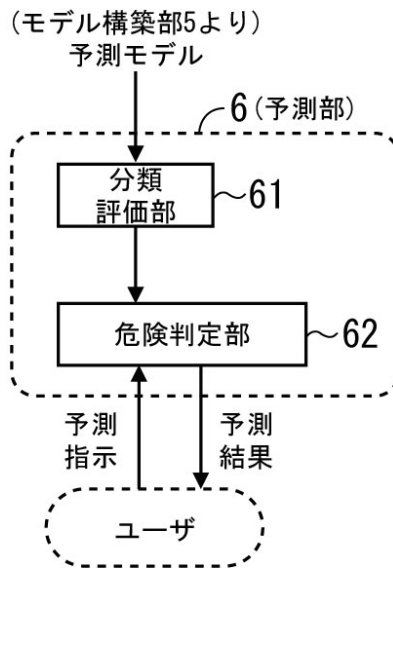 (モデル構築部5より)
予測モデル
6(予測部)
分類
評価部
61
危険判定部
62
予測
指示
予測
結果
ユーザ